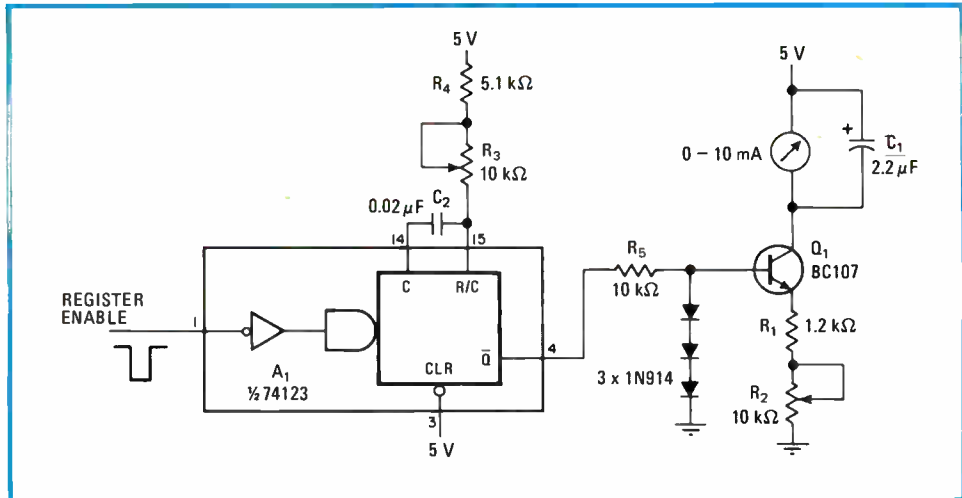 5 V
R4 5.1 kΩ
R3
10 kΩ
C2
0.02 μF
14 15
C R/C
REGISTER
ENABLE
1
A1
½ 74123
CLR
Q̅
4
3
5 V
R5
10 kΩ
3 x 1N914
5 V
0 – 10 mA
+
C1
2.2 μF
Q1
BC107
R1 1.2 kΩ
R2
10 kΩ